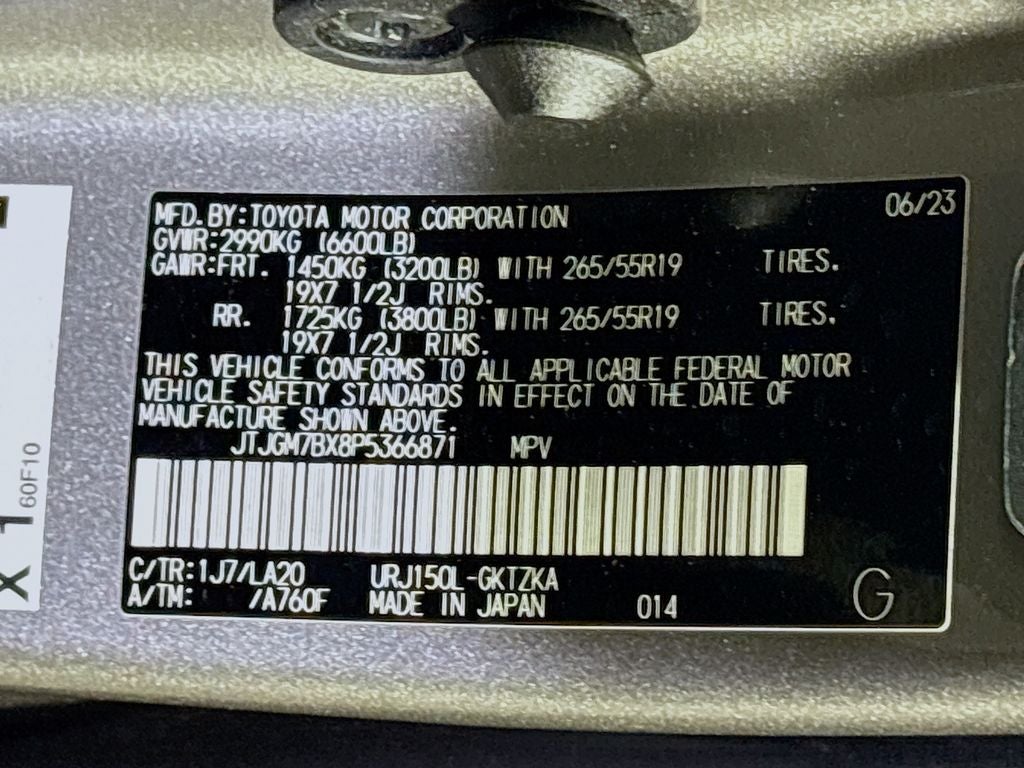 MFD. BY: TOYOTA MOTOR CORPORATION 06/23
GVWR: 2990KG (6600LB)
GAWR: FRT. 1450KG (3200LB) WITH 265/55R19 TIRES.
19X7 1/2J RIMS.
RR. 1725KG (3800LB) WITH 265/55R19 TIRES.
19X7 1/2J RIMS.
THIS VEHICLE CONFORMS TO ALL APPLICABLE FEDERAL MOTOR
VEHICLE SAFETY STANDARDS IN EFFECT ON THE DATE OF
MANUFACTURE SHOWN ABOVE.
JTJGM7BX8P5366871 MPV
C/TR: 1J7/LA20 URJ150L-GKTZKA
A/TM: /A760F MADE IN JAPAN 014 G
60F10
X 1